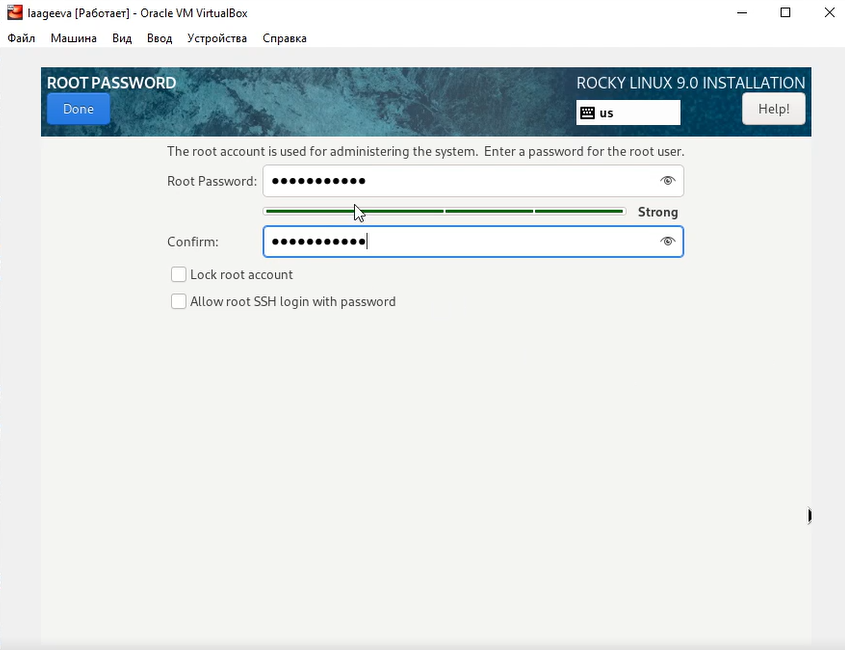 laageeva [Работает] - Oracle VM VirtualBox
Файл Машина Вид Ввод Устройства Справка
ROOT PASSWORD
ROCKY LINUX 9.0 INSTALLATION
Done
us
Help!
The root account is used for administering the system. Enter a password for the root user.
Root Password: ●●●●●●●●●●●
Strong
Confirm: ●●●●●●●●●●●
Lock root account
Allow root SSH login with password